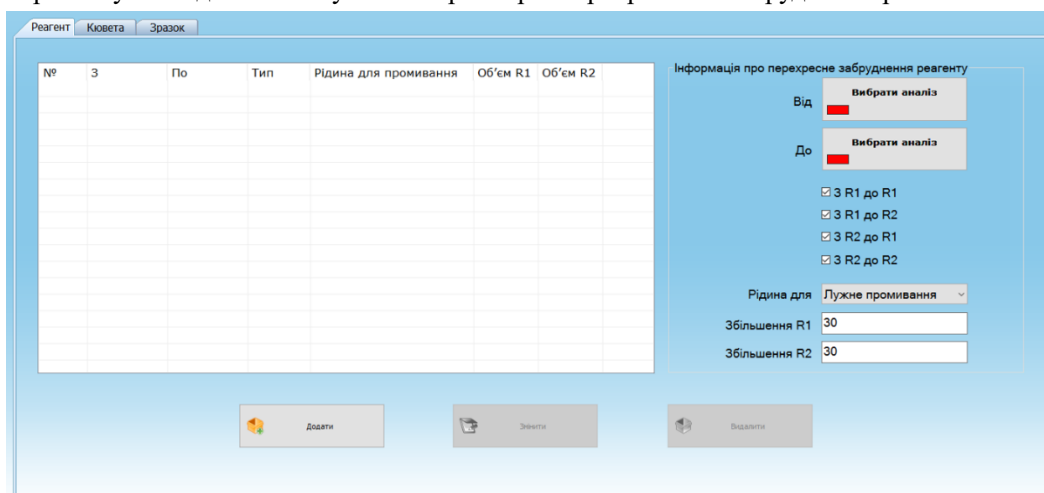 Реагент Кювета Зразок
№ З По Тип Рідина для промивання Об'єм R1 Об'єм R2
Інформація про перехресне забруднення реагенту
Від Вибрати аналіз
До Вибрати аналіз
З R1 до R1
З R1 до R2
З R2 до R1
З R2 до R2
Рідина для Лужне промивання
Збільшення R1 30
Збільшення R2 30
Додати Змінити Видалити